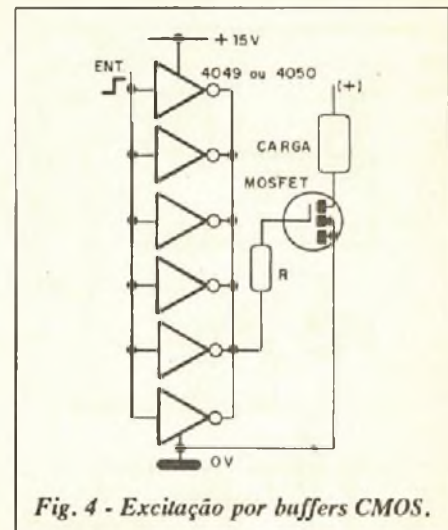 + 15V
ENT.
4049 ou 4050
(+)
CARGA
MOSFET
R
0V
Fig. 4 - Excitação por buffers CMOS.